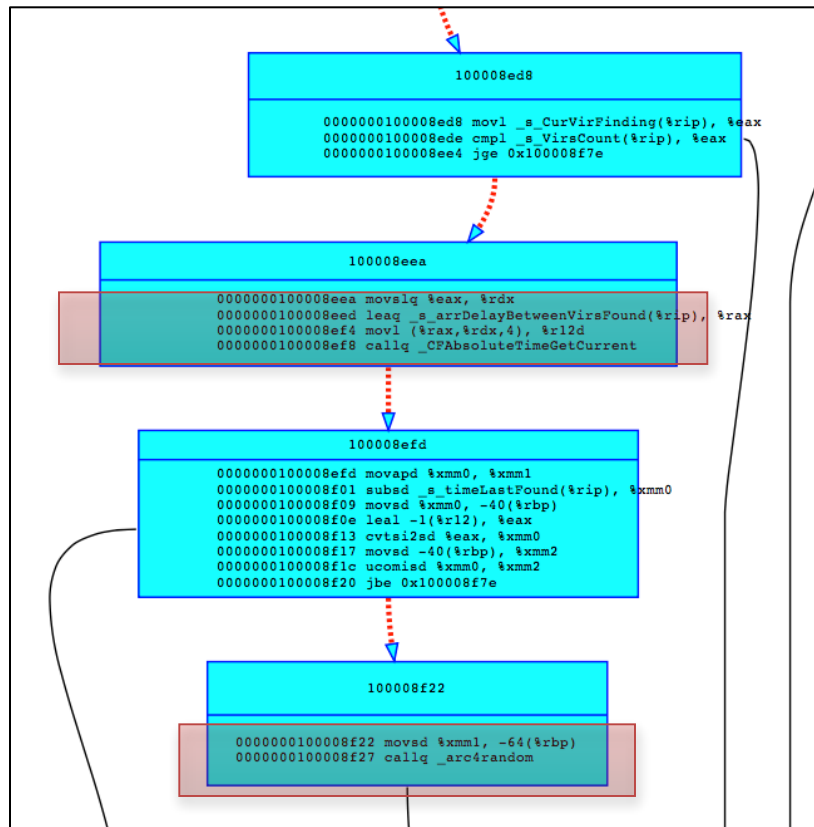 100008ed8
0000000100008ed8 movl _s_CurVirFinding(%rip), %eax
0000000100008ede cmpl _s_VirsCount(%rip), %eax
0000000100008ee4 jge 0x100008f7e
100008eea
0000000100008eea movslq %eax, %rdx
0000000100008eed leaq _s_arrDelayBetweenVirsFound(%rip), %rax
0000000100008ef4 movl (%rax,%rdx,4), %r12d
0000000100008ef8 callq _CFAbsoluteTimeGetCurrent
100008efd
0000000100008efd movapd %xmm0, %xmm1
0000000100008f01 subsd _s_timeLastFound(%rip), %xmm0
0000000100008f09 movsd %xmm0, -40(%rbp)
0000000100008f0e leal -1(%r12), %eax
0000000100008f13 cvtsi2sd %eax, %xmm0
0000000100008f17 movsd -40(%rbp), %xmm2
0000000100008f1c ucomisd %xmm0, %xmm2
0000000100008f20 jbe 0x100008f7e
100008f22
0000000100008f22 movsd %xmm1, -64(%rbp)
0000000100008f27 callq _arc4random